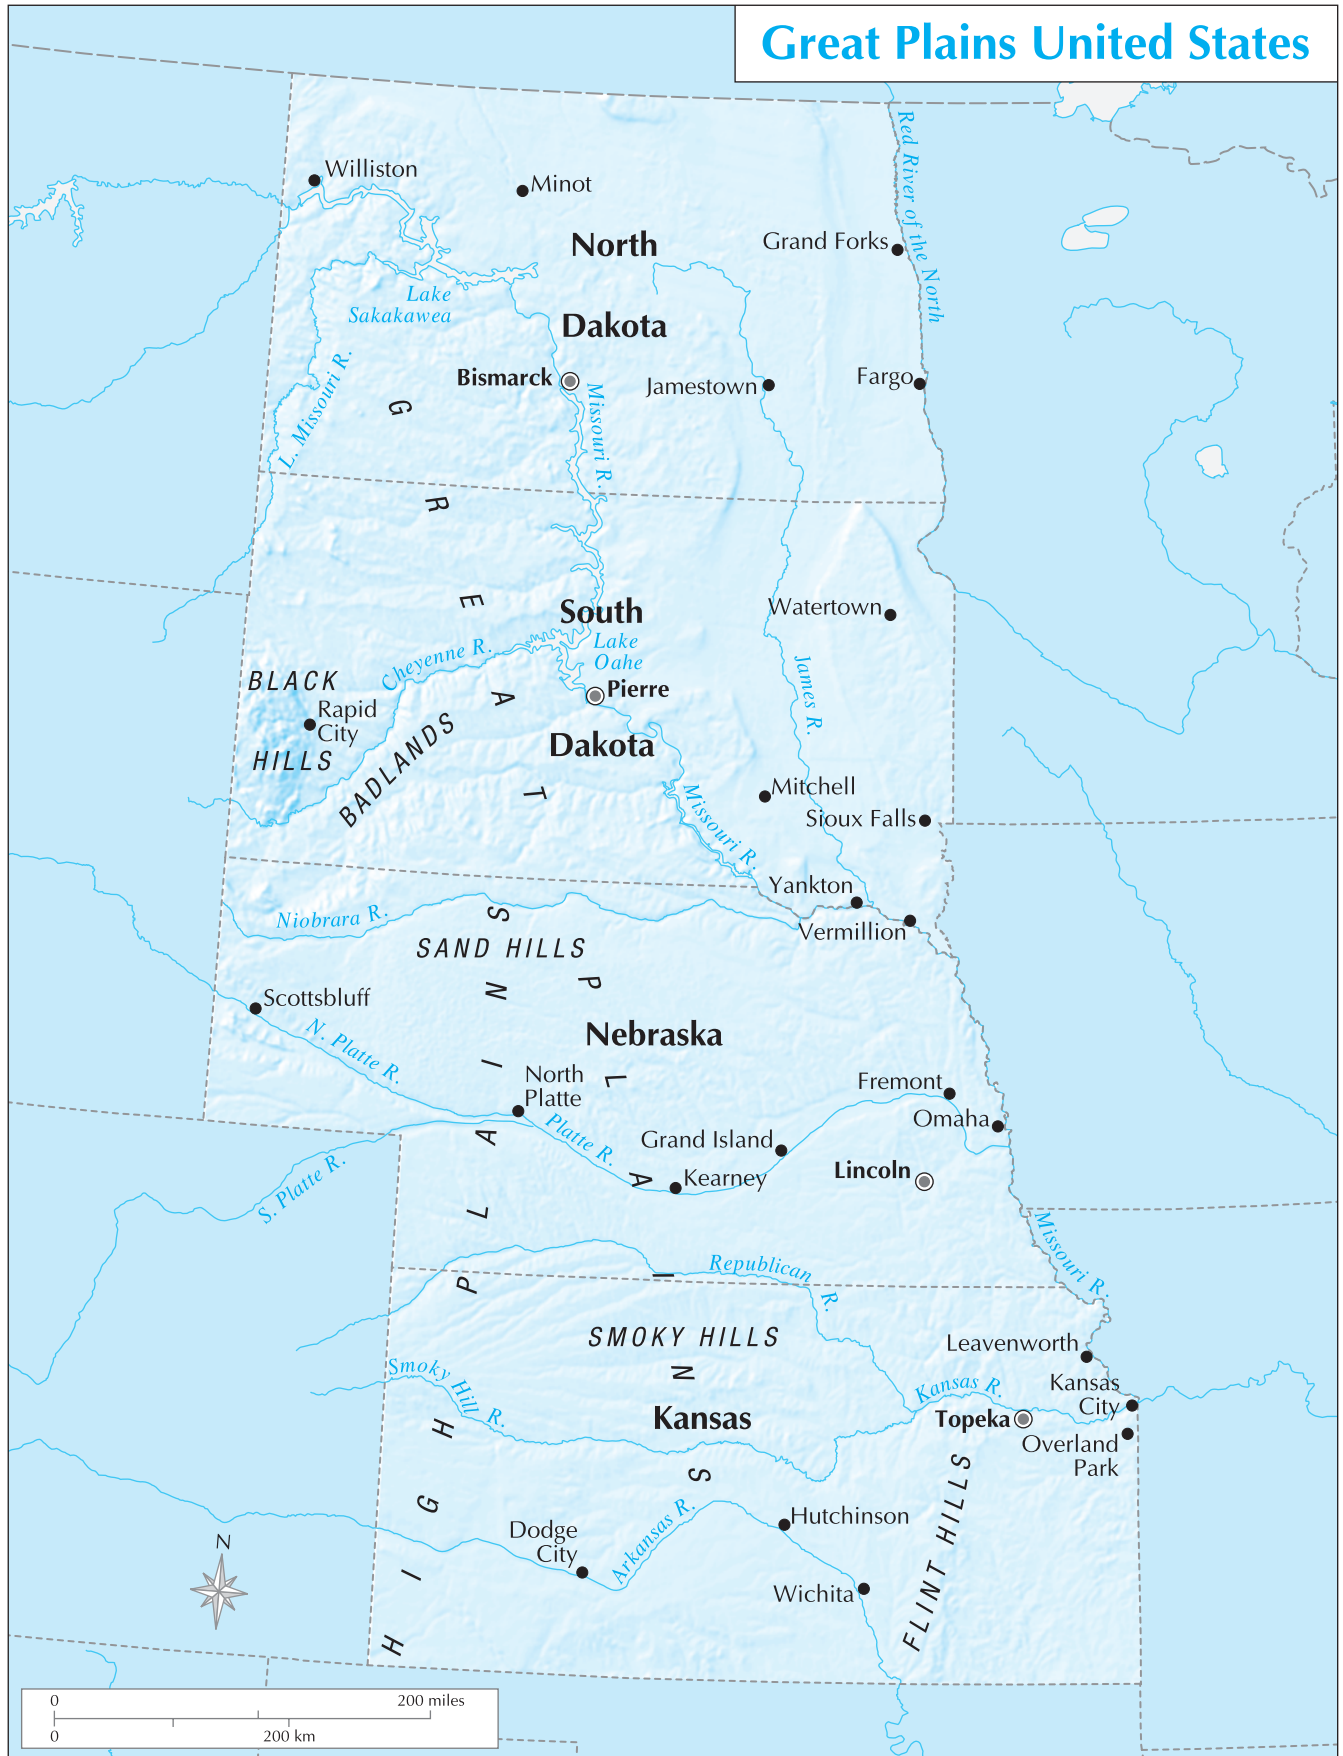 Great Plains United States
Red River of the North
Williston
Minot
North
Dakota
Grand Forks
Lake
Sakakawea
L. Missouri R.
Bismarck
Missouri R.
Jamestown
Fargo
GREAT PLAINS
South
Dakota
Watertown
Lake
Oahe
Cheyenne R.
Pierre
James R.
BLACK
HILLS
Rapid
City
BADLANDS
Mitchell
Sioux Falls
Missouri R.
Yankton
Vermillion
Niobrara R.
SAND HILLS
Scottsbluff
N. Platte R.
Nebraska
North
Platte
Platte R.
Fremont
Omaha
Grand Island
Kearney
Lincoln
S. Platte R.
HIGH PLAINS
Missouri R.
Republican R.
SMOKY HILLS
Smoky Hill R.
Kansas
Leavenworth
Kansas
City
Kansas R.
Topeka
Overland
Park
FLINT HILLS
Arkansas R.
Hutchinson
Dodge
City
Wichita
N
0
200 miles
0
200 km